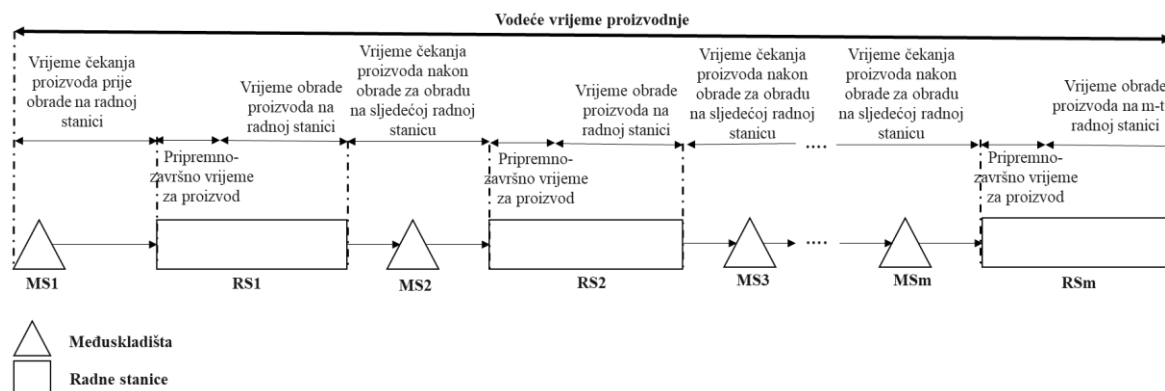 Vodeće vrijeme proizvodnje
Vrijeme čekanja
proizvoda prije
obrade na radnoj
stanici
Vrijeme obrade
proizvoda na
radnoj stanici
Vrijeme čekanja
proizvoda nakon
obrade za obradu
na sljedećoj radnoj
stanicu
Vrijeme obrade
proizvoda na
radnoj stanici
Vrijeme čekanja
proizvoda nakon
obrade za obradu
na sljedećoj radnoj
stanicu
Vrijeme čekanja
proizvoda nakon
obrade za obradu
na sljedećoj radnoj
stanicu
Vrijeme obrade
proizvoda na m-t
radnoj stanici
....
Pripremno-
završno vrijeme
za proizvod
Pripremno-
završno vrijeme
za proizvod
Pripremno-
završno vrijeme
za proizvod
....
MS1
RS1
MS2
RS2
MS3
MSm
RSm
Međuskladišta
Radne stanice